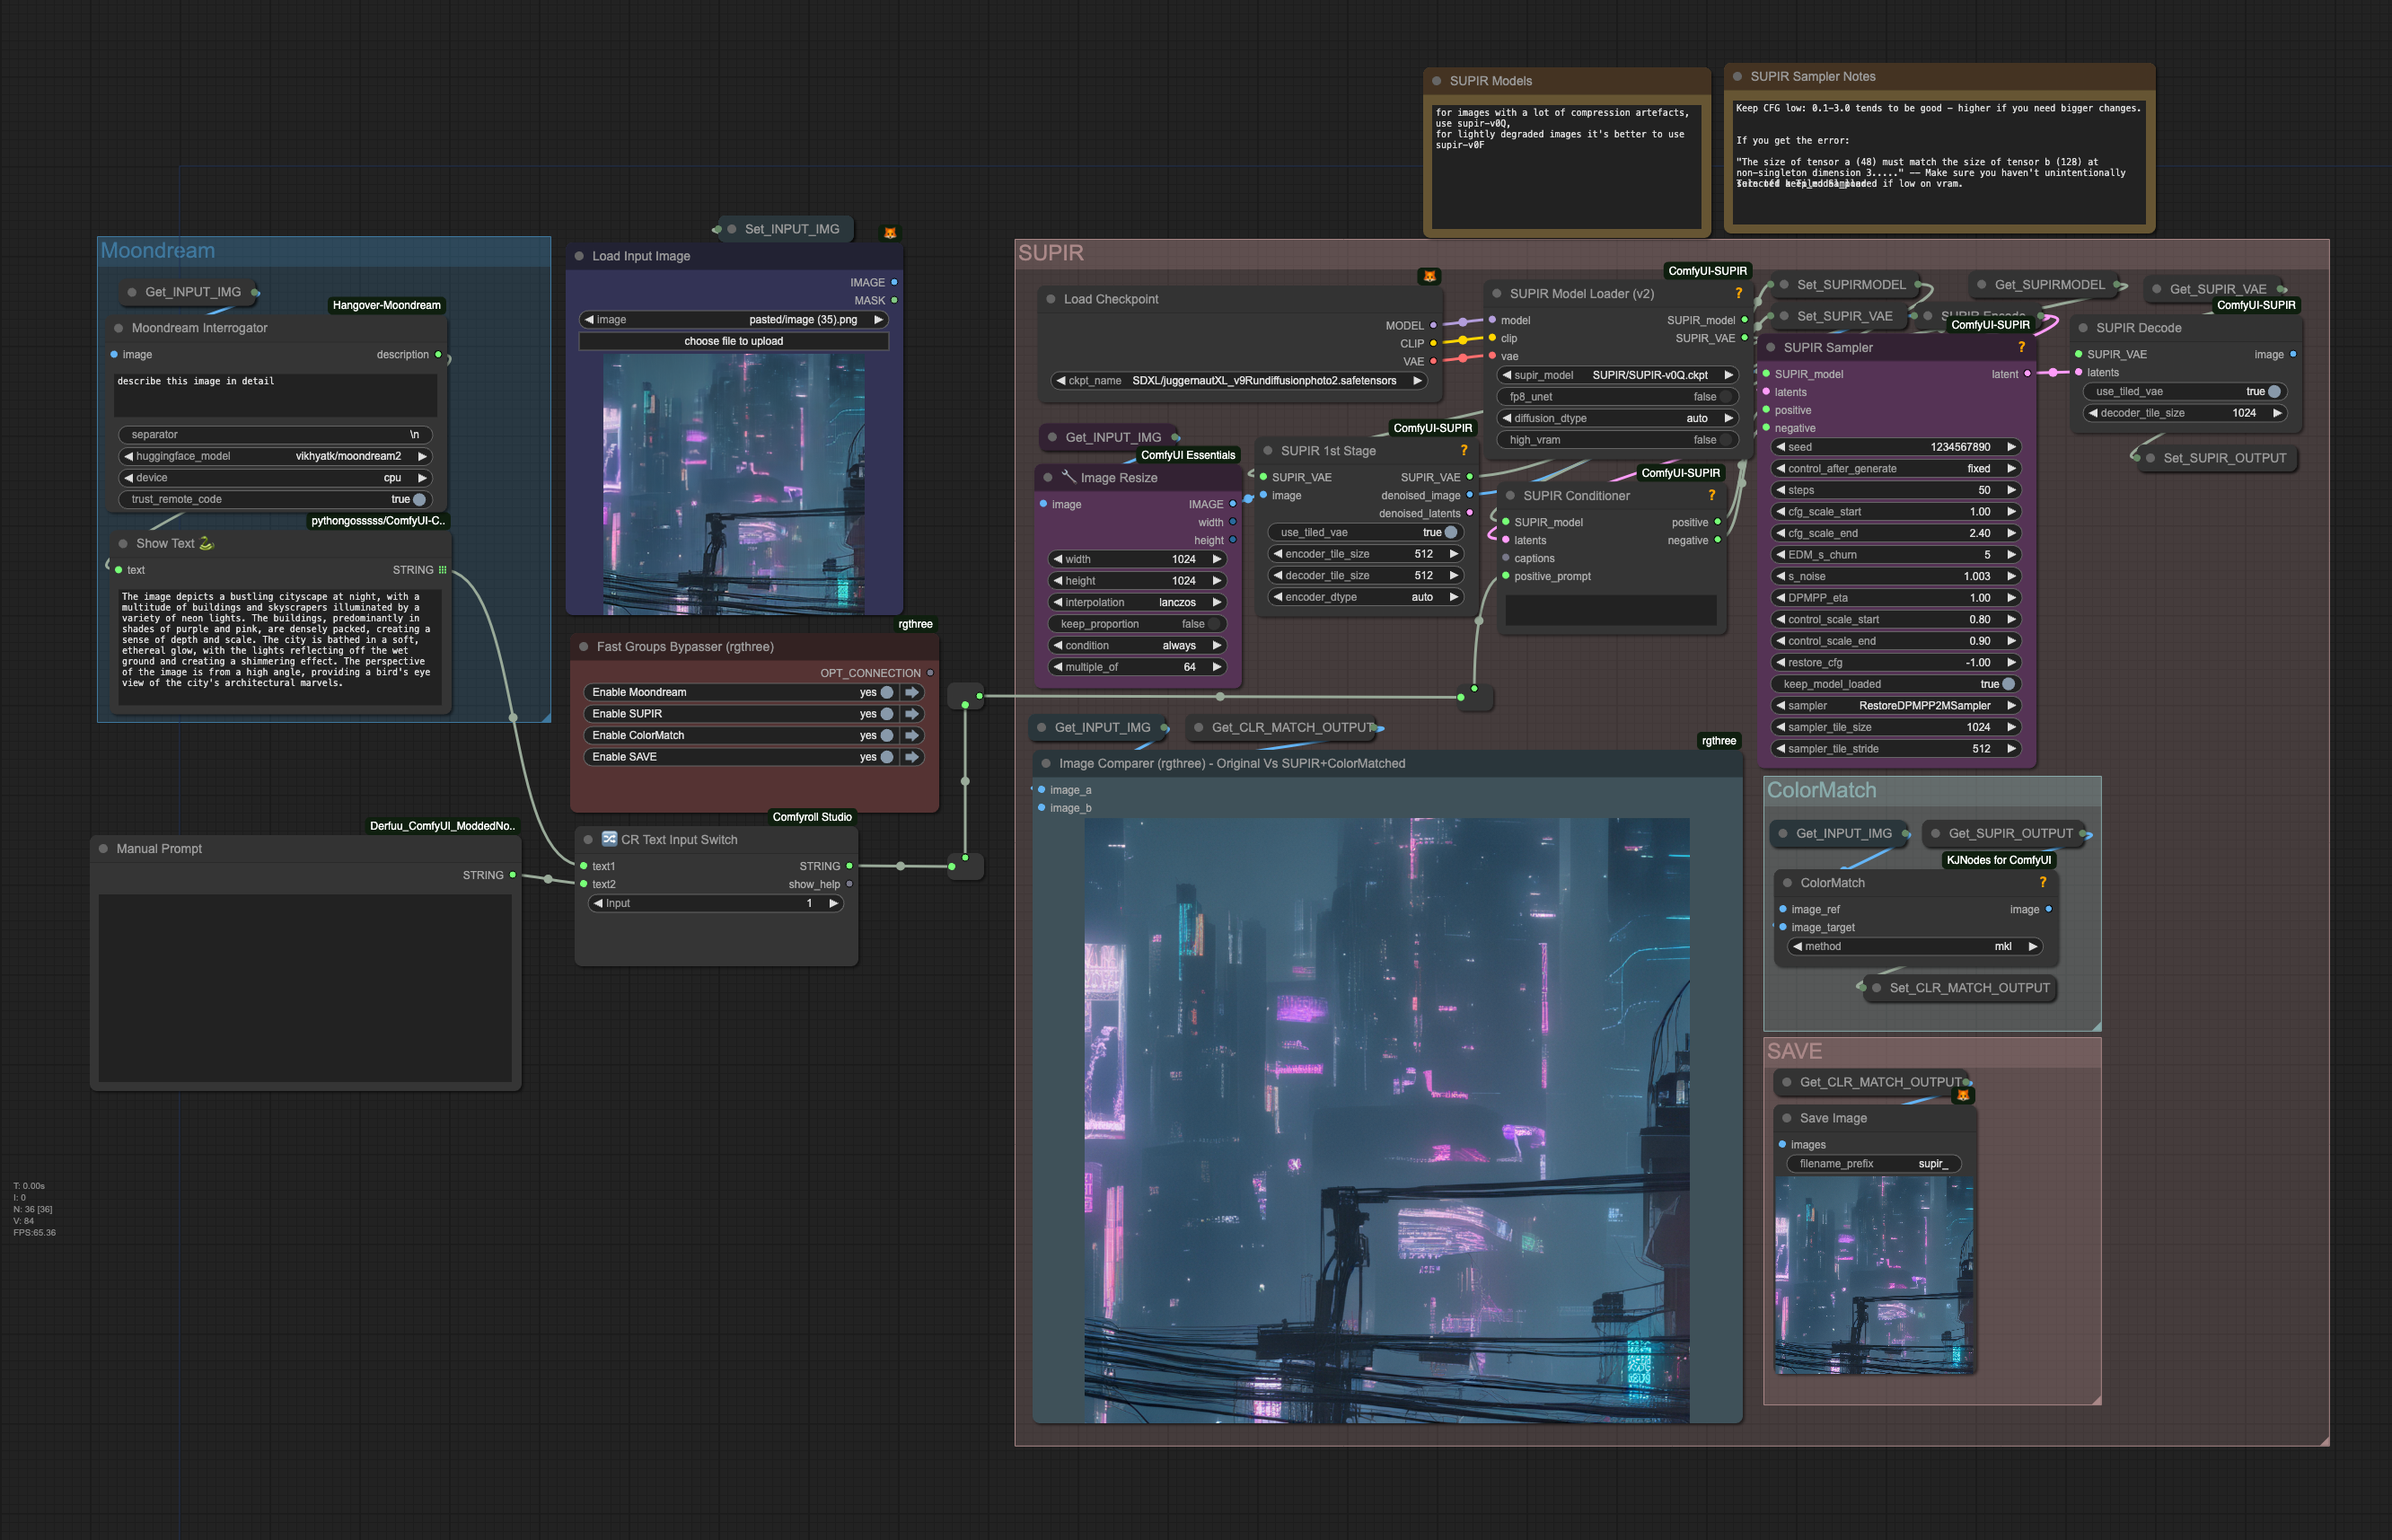 SUPIR Models
for images with a lot of compression artefacts,
use supir-v0Q,
for lightly degraded images it's better to use
supir-v0F
SUPIR Sampler Notes
Keep CFG low: 0.1-3.0 tends to be good - higher if you need bigger changes.
If you get the error:
"The size of tensor a (48) must match the size of tensor b (128) at
non-singleton dimension 3....." -- Make sure you haven't unintentionally
if low on vram.
Moondream
Get_INPUT_IMG
Hangover-Moondream
Moondream Interrogator
image
description
describe this image in detail
separator \n
huggingface_model vikhyatk/moondream2
device cpu
trust_remote_code true
pythongosssss/ComfyUI-C..
Show Text
text
STRING
The image depicts a bustling cityscape at night, with a
multitude of buildings and skyscrapers illuminated by a
variety of neon lights. The buildings, predominantly in
shades of purple and pink, are densely packed, creating a
sense of depth and scale. The city is bathed in a soft,
ethereal glow, with the lights reflecting off the wet
ground and creating a shimmering effect. The perspective
of the image is from a high angle, providing a bird's eye
view of the city's architectural marvels.
Derfuu_ComfyUI_ModdedNo..
Manual Prompt
STRING
Set_INPUT_IMG
Load Input Image
IMAGE
MASK
image pasted/image (35).png
choose file to upload
rgthree
Fast Groups Bypasser (rgthree)
OPT_CONNECTION
Enable Moondream yes
Enable SUPIR yes
Enable ColorMatch yes
Enable SAVE yes
Comfyroll Studio
CR Text Input Switch
text1 STRING
text2 show_help
Input 1
SUPIR
Load Checkpoint
MODEL
CLIP
VAE
ckpt_name SDXL/juggernautXL_v9Rundiffusionphoto2.safetensors
ComfyUI-SUPIR
SUPIR Model Loader (v2) ?
model SUPIR_model
clip SUPIR_VAE
vae
supir_model SUPIR/SUPIR-v0Q.ckpt
fp8_unet false
diffusion_dtype auto
high_vram false
Set_SUPIRMODEL
Get_SUPIRMODEL
Get_SUPIR_VAE
Set_SUPIR_VAE
SUPIR Encode
ComfyUI-SUPIR
ComfyUI-SUPIR
SUPIR Decode
SUPIR_VAE image
latents
use_tiled_vae true
decoder_tile_size 1024
Set_SUPIR_OUTPUT
SUPIR Sampler ?
SUPIR_model latent
latents
positive
negative
seed 1234567890
control_after_generate fixed
steps 50
cfg_scale_start 1.00
cfg_scale_end 2.40
EDM_s_churn 5
s_noise 1.003
DPMPP_eta 1.00
control_scale_start 0.80
control_scale_end 0.90
restore_cfg -1.00
keep_model_loaded true
sampler RestoreDPMPP2MSampler
sampler_tile_size 1024
sampler_tile_stride 512
Get_INPUT_IMG
ComfyUI Essentials
Image Resize
image IMAGE
width
height
width 1024
height 1024
interpolation lanczos
keep_proportion false
condition always
multiple_of 64
ComfyUI-SUPIR
SUPIR 1st Stage ?
SUPIR_VAE SUPIR_VAE
image denoised_image
denoised_latents
use_tiled_vae true
encoder_tile_size 512
decoder_tile_size 512
encoder_dtype auto
ComfyUI-SUPIR
SUPIR Conditioner ?
SUPIR_model positive
latents negative
captions
positive_prompt
Get_INPUT_IMG
Get_CLR_MATCH_OUTPUT
rgthree
Image Comparer (rgthree) - Original Vs SUPIR+ColorMatched
image_a
image_b
ColorMatch
Get_INPUT_IMG
Get_SUPIR_OUTPUT
KJNodes for ComfyUI
ColorMatch ?
image_ref image
image_target
method mkl
Set_CLR_MATCH_OUTPUT
SAVE
Get_CLR_MATCH_OUTPUT
Save Image
images
filename_prefix supir_
T: 0.00s
I: 0
N: 36 [36]
V: 84
FPS:65.36